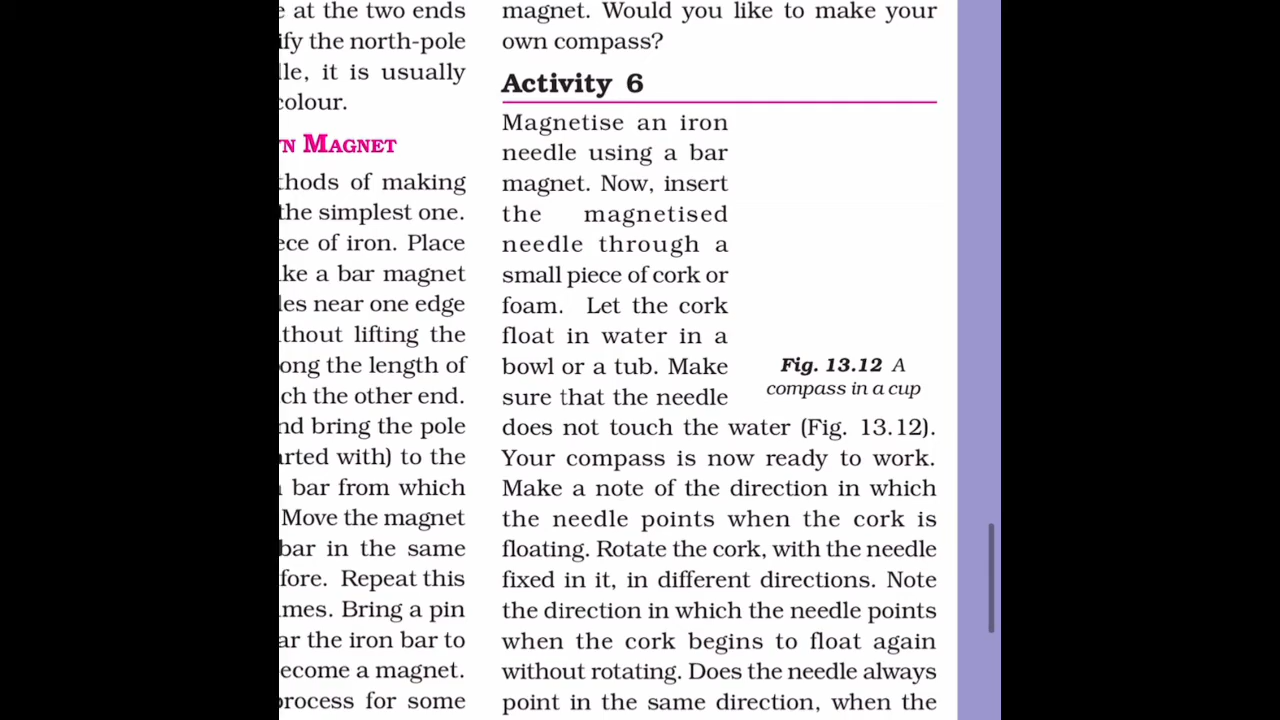 e at the two ends
ify the north-pole
lle, it is usually
colour.
N MAGNET
thods of making
the simplest one.
ece of iron. Place
ke a bar magnet
les near one edge
thout lifting the
ong the length of
ch the other end.
nd bring the pole
arted with) to the
bar from which
Move the magnet
bar in the same
fore. Repeat this
mes. Bring a pin
ar the iron bar to
ecome a magnet.
process for some
magnet. Would you like to make your
own compass?
Activity 6
Magnetise an iron
needle using a bar
magnet. Now, insert
the magnetised
needle through a
small piece of cork or
foam. Let the cork
float in water in a
bowl or a tub. Make
sure that the needle
does not touch the water (Fig. 13.12).
Your compass is now ready to work.
Make a note of the direction in which
the needle points when the cork is
floating. Rotate the cork, with the needle
fixed in it, in different directions. Note
the direction in which the needle points
when the cork begins to float again
without rotating. Does the needle always
point in the same direction, when the
Fig. 13.12 A
compass in a cup